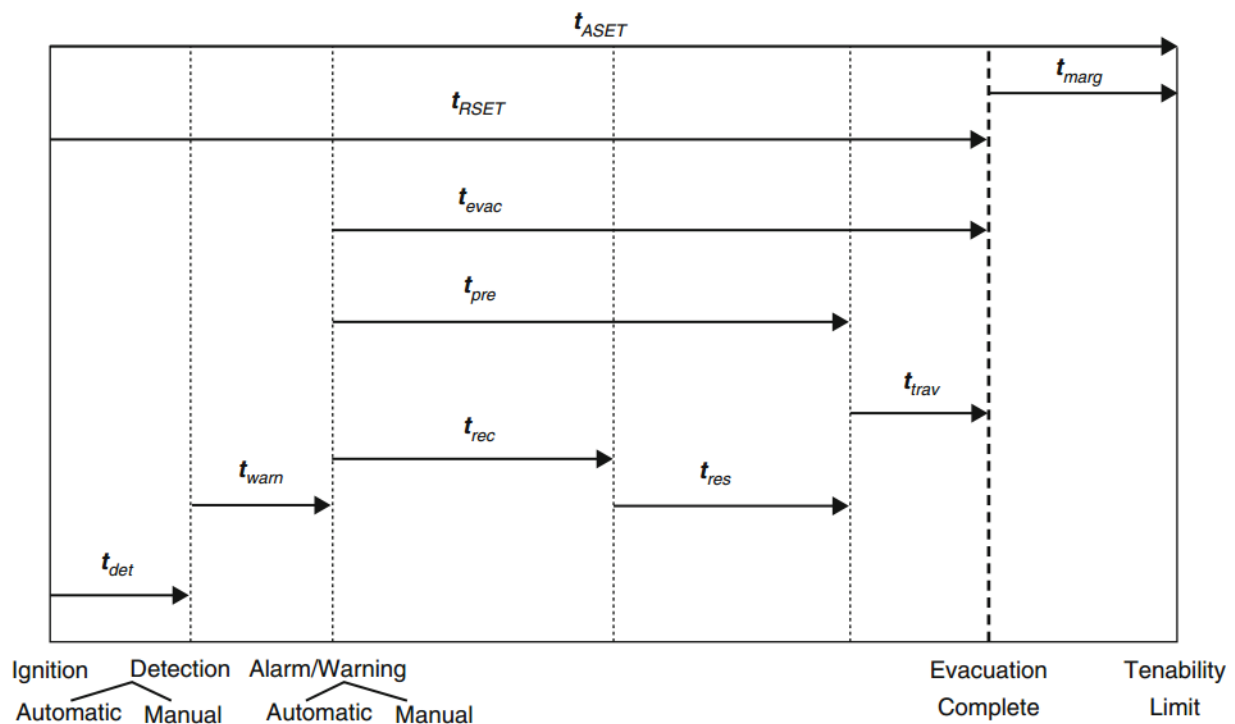 tASET
tmarg
tRSET
tevac
tpre
ttrav
trec
twarn
tres
tdet
Ignition Detection Alarm/Warning Evacuation Tenability
Automatic Manual Automatic Manual Complete Limit